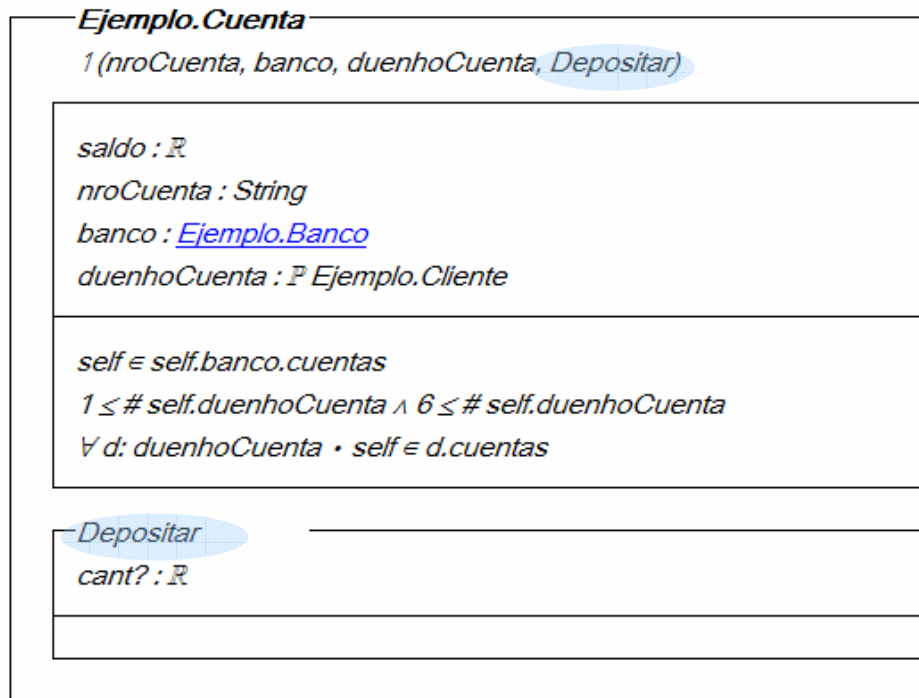 Ejemplo.Cuenta
↾(nroCuenta, banco, duenhoCuenta, Depositar)
saldo : ℝ
nroCuenta : String
banco : Ejemplo.Banco
duenhoCuenta : ℙ Ejemplo.Cliente
self ∈ self.banco.cuentas
1 ≤ # self.duenhoCuenta ∧ 6 ≤ # self.duenhoCuenta
∀ d: duenhoCuenta • self ∈ d.cuentas
Depositar
cant? : ℝ